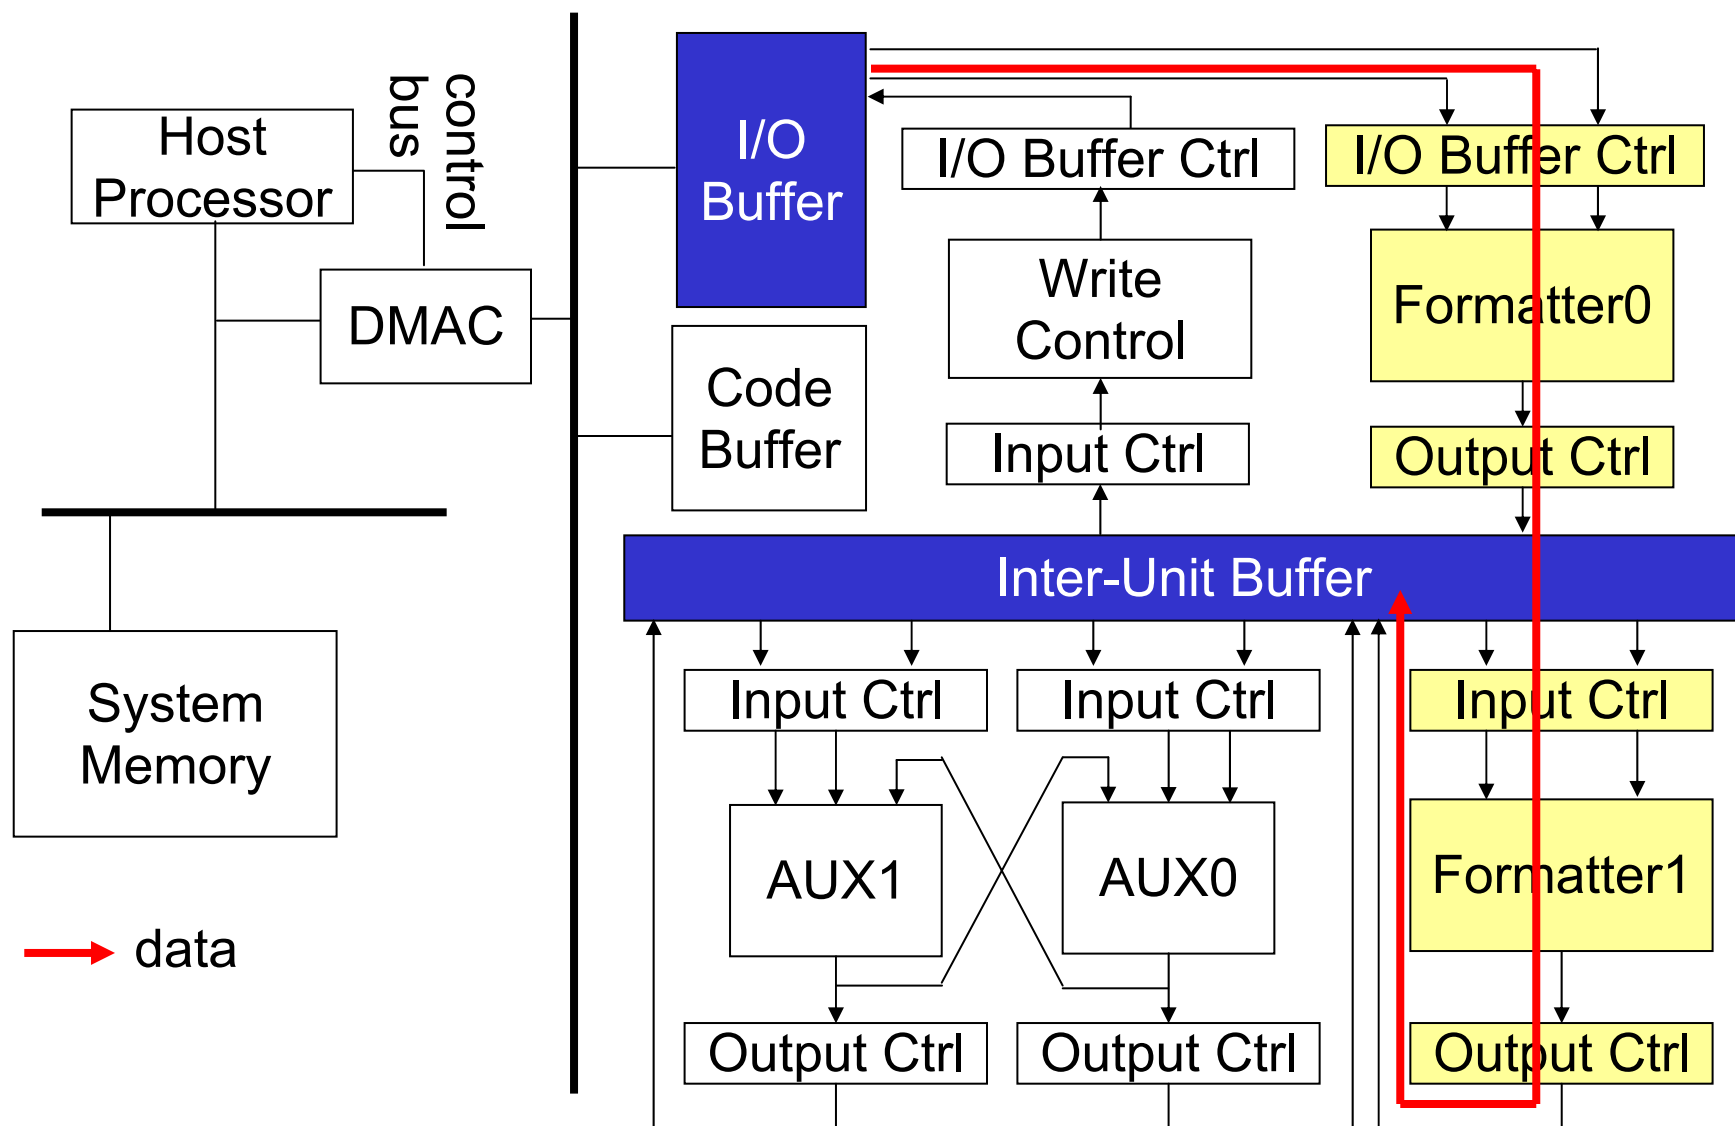 control
bus
Host
Processor
DMAC
I/O
Buffer
Code
Buffer
I/O Buffer Ctrl
I/O Buffer Ctrl
Write
Control
Formatter0
Input Ctrl
Output Ctrl
Inter-Unit Buffer
System
Memory
Input Ctrl
Input Ctrl
Input Ctrl
AUX1
AUX0
Formatter1
data
Output Ctrl
Output Ctrl
Output Ctrl